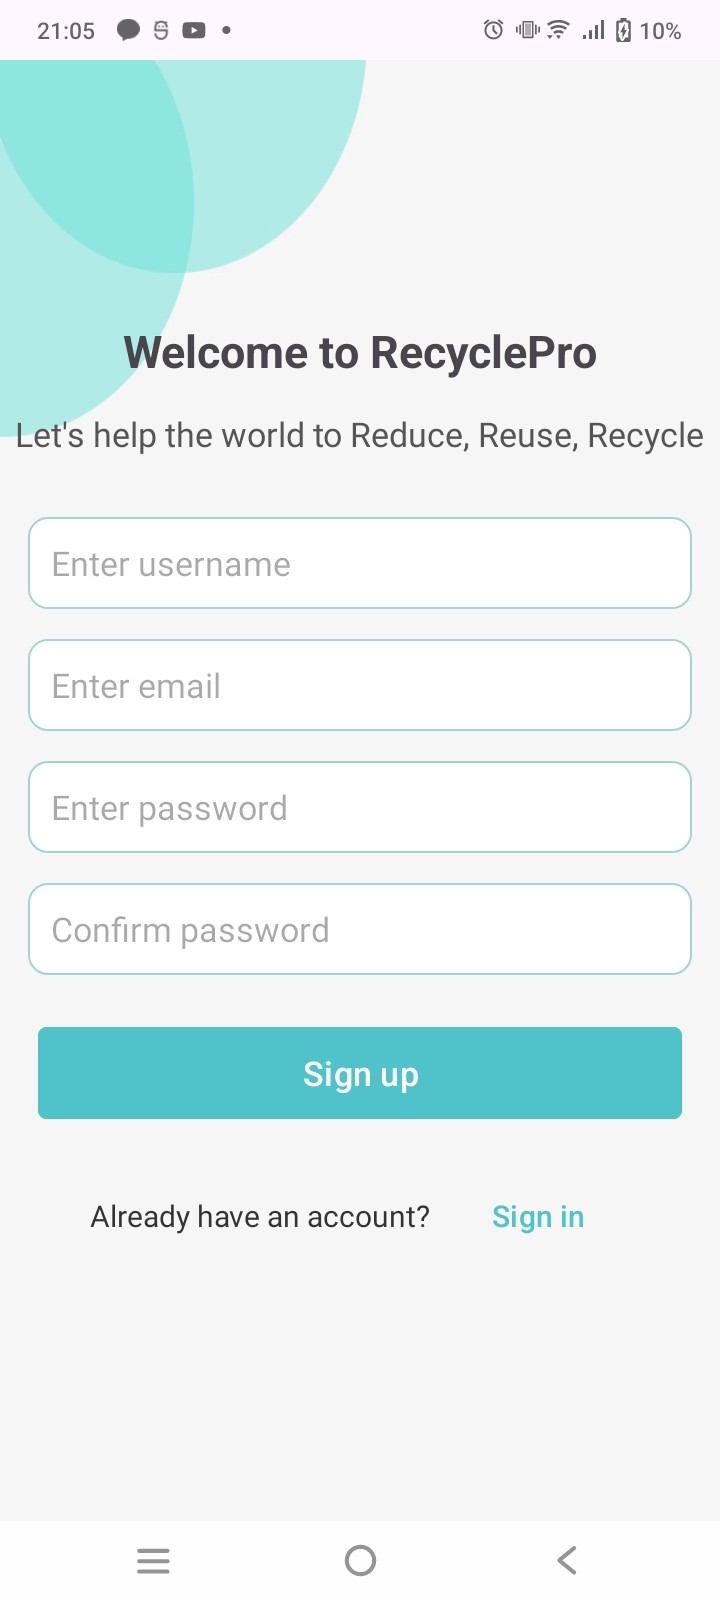 21:05 10%
Welcome to RecyclePro
Let's help the world to Reduce, Reuse, Recycle
Enter username
Enter email
Enter password
Confirm password
Sign up
Already have an account? Sign in